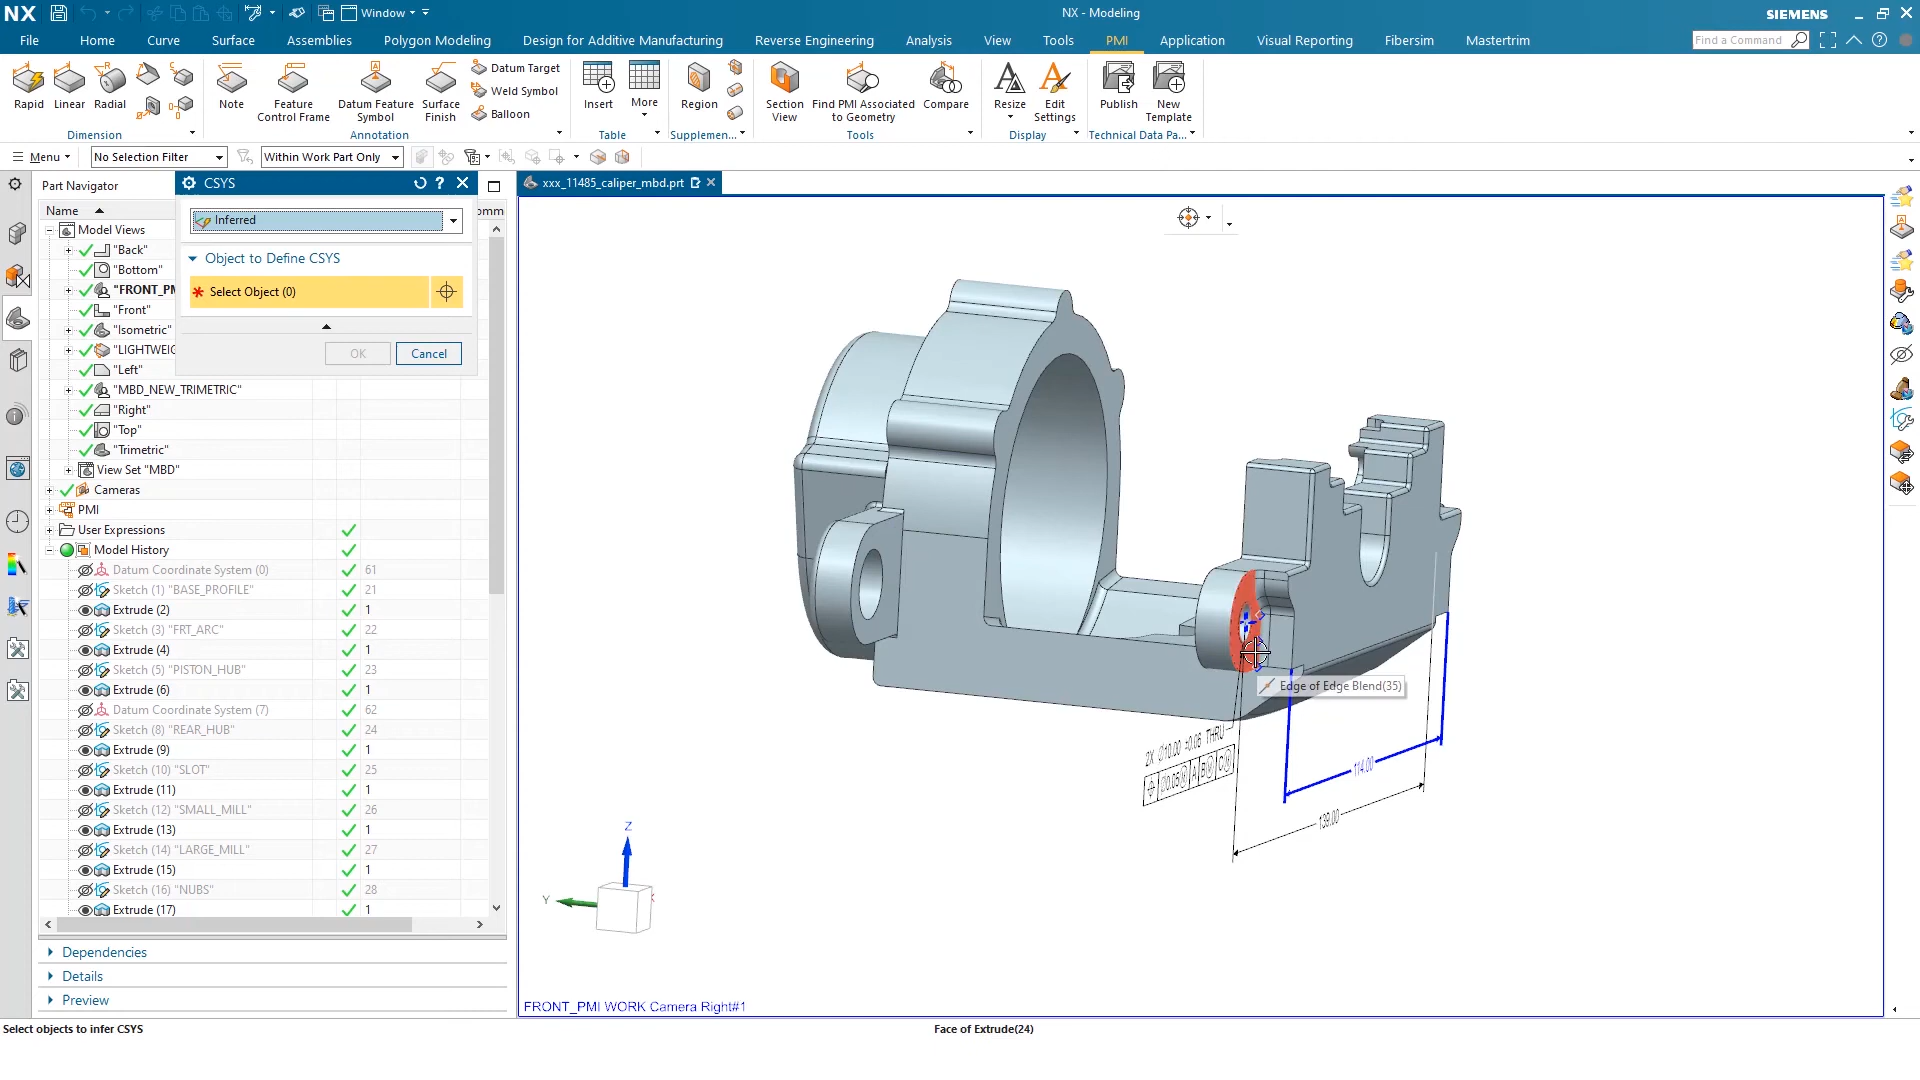 NX
Window
NX - Modeling
SIEMENS
File
Home
Curve
Surface
Assemblies
Polygon Modeling
Design for Additive Manufacturing
Reverse Engineering
Analysis
View
Tools
PMI
Application
Visual Reporting
Fibersim
Mastertrim
Find a Command
Rapid
Linear
Radial
Dimension
Note
Feature Control Frame
Datum Feature Symbol
Surface Finish
Datum Target
Weld Symbol
Balloon
Annotation
Insert
More
Table
Region
Supplemen...
Section View
Find PMI Associated to Geometry
Compare
Tools
Resize
Edit Settings
Display
Publish
New Template
Technical Data Pa...
Menu
No Selection Filter
Within Work Part Only
Part Navigator
CSYS
xxx_11485_caliper_mbd.prt
Name
omm
Inferred
Object to Define CSYS
Select Object (0)
OK
Cancel
Model Views
"Back"
"Bottom"
"FRONT_PM
"Front"
"Isometric"
"LIGHTWEIG
"Left"
"MBD_NEW_TRIMETRIC"
"Right"
"Top"
"Trimetric"
View Set "MBD"
Cameras
PMI
User Expressions
Model History
Datum Coordinate System (0) 61
Sketch (1) "BASE_PROFILE" 21
Extrude (2) 1
Sketch (3) "FRT_ARC" 22
Extrude (4) 1
Sketch (5) "PISTON_HUB" 23
Extrude (6) 1
Datum Coordinate System (7) 62
Sketch (8) "REAR_HUB" 24
Extrude (9) 1
Sketch (10) "SLOT" 25
Extrude (11) 1
Sketch (12) "SMALL_MILL" 26
Extrude (13) 1
Sketch (14) "LARGE_MILL" 27
Extrude (15) 1
Sketch (16) "NUBS" 28
Extrude (17) 1
Dependencies
Details
Preview
Edge of Edge Blend(35)
2X ∅10.00 ±0.06 THRU
∅0.05Ⓜ A BⓂ CⓂ
114.00
139.00
Z
Y
X
FRONT_PMI WORK Camera Right#1
Select objects to infer CSYS
Face of Extrude(24)